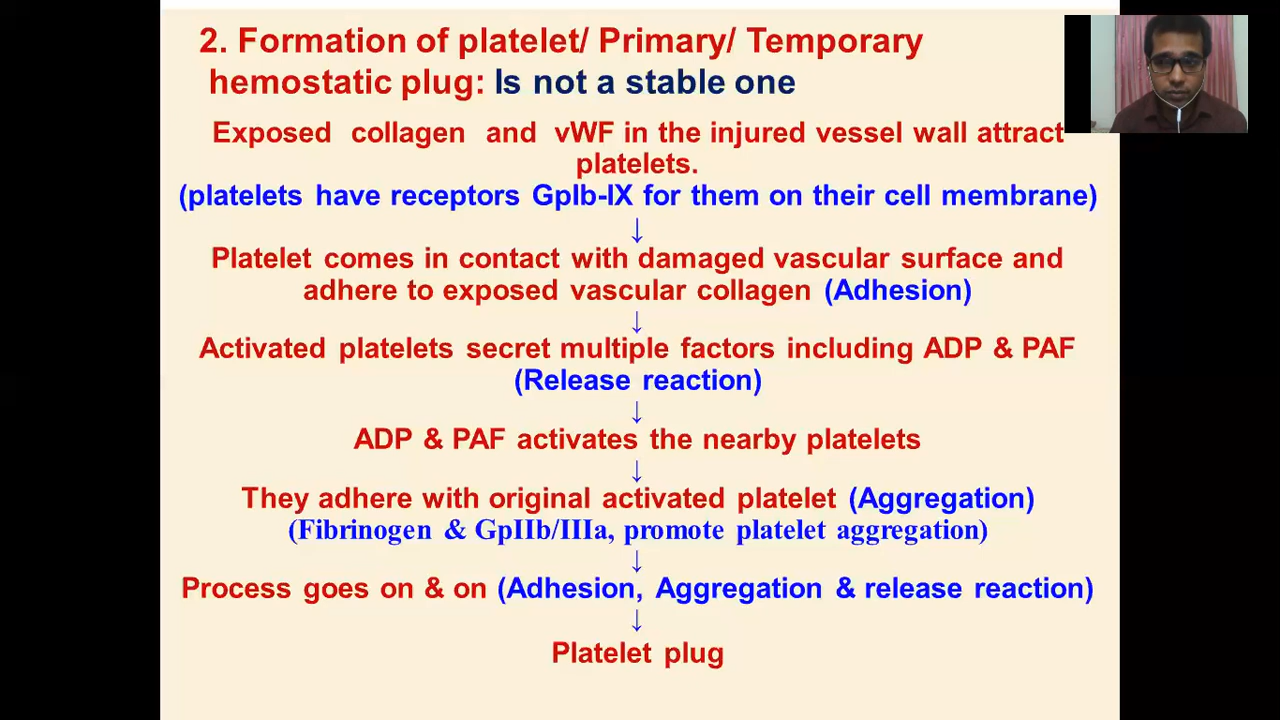 2. Formation of platelet/ Primary/ Temporary
hemostatic plug: Is not a stable one
Exposed collagen and vWF in the injured vessel wall attract
platelets.
(platelets have receptors GpIb-IX for them on their cell membrane)
↓
Platelet comes in contact with damaged vascular surface and
adhere to exposed vascular collagen (Adhesion)
↓
Activated platelets secret multiple factors including ADP & PAF
(Release reaction)
↓
ADP & PAF activates the nearby platelets
↓
They adhere with original activated platelet (Aggregation)
(Fibrinogen & GpIIb/IIIa, promote platelet aggregation)
↓
Process goes on & on (Adhesion, Aggregation & release reaction)
↓
Platelet plug